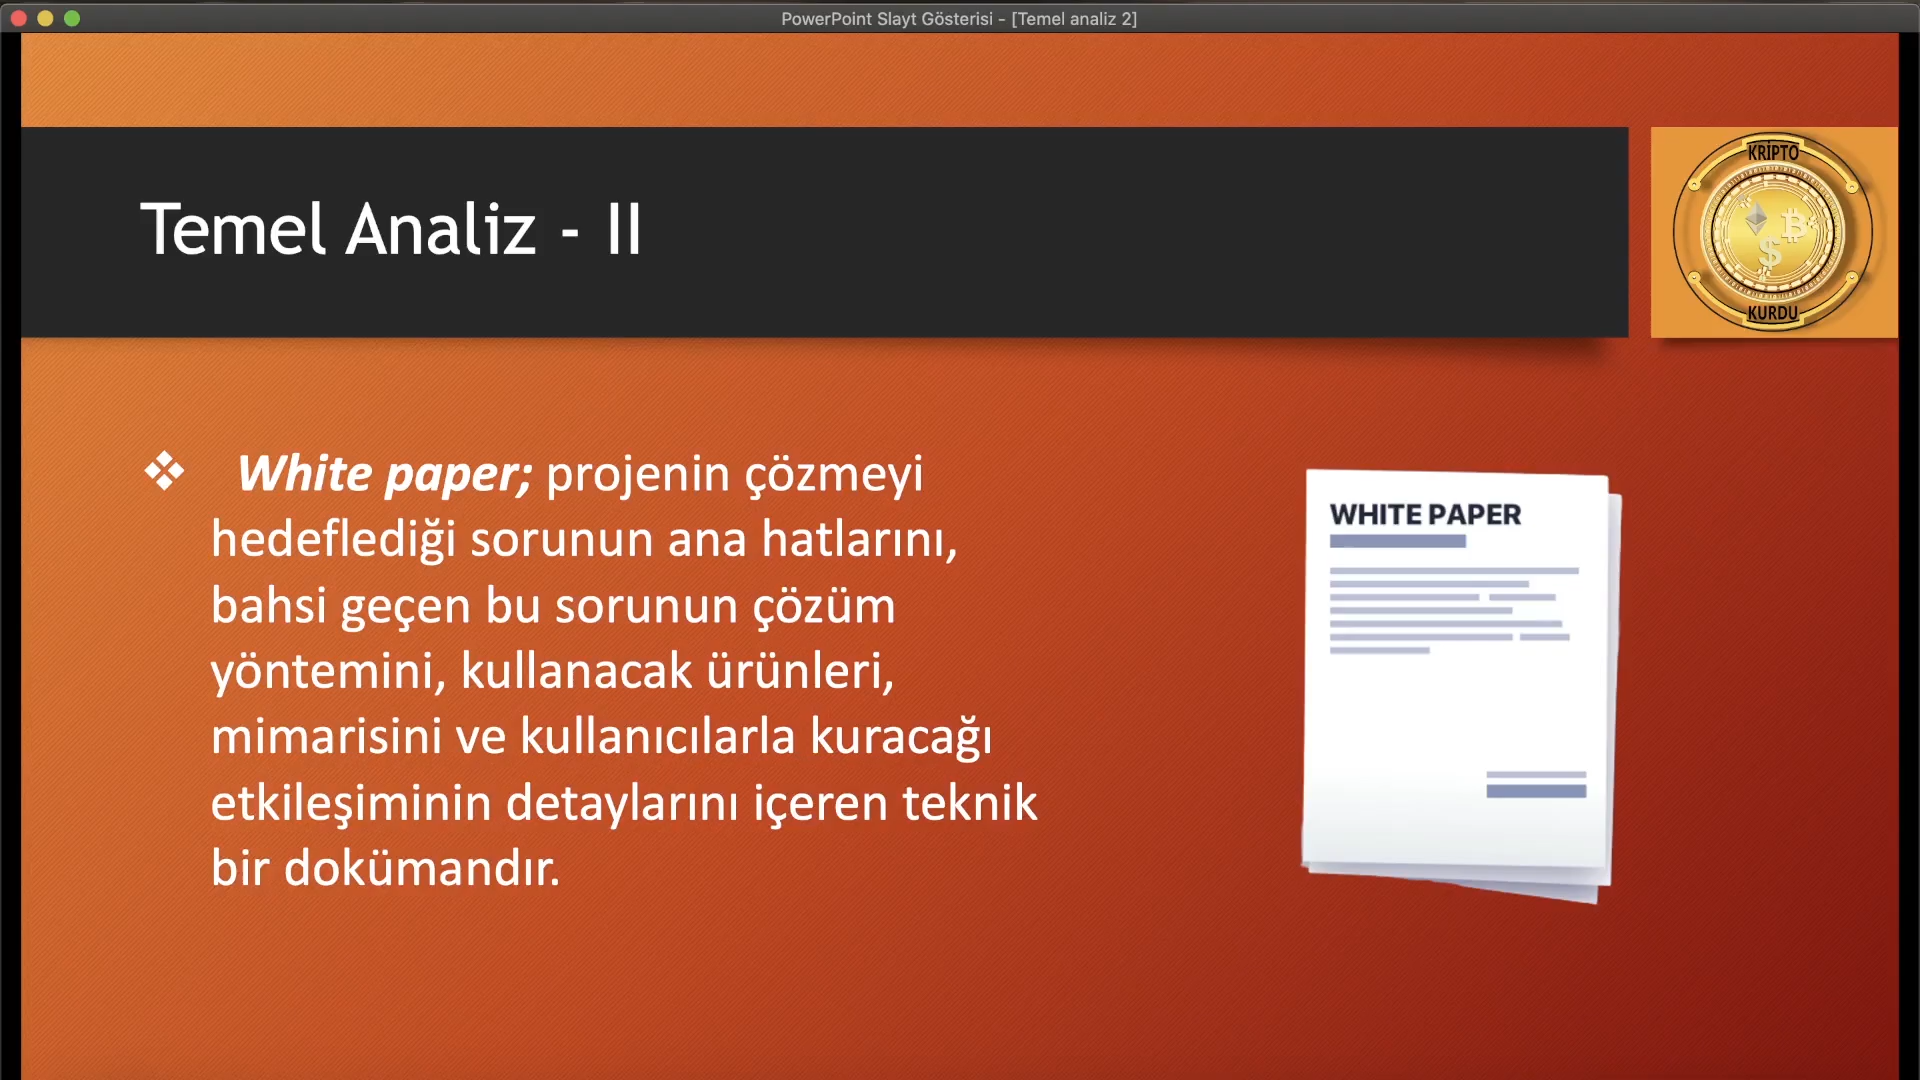 PowerPoint Slayt Gösterisi - [Temel analiz 2]
Temel Analiz - II
KRİPTO
KURDU
White paper; projenin çözmeyi
hedeflediği sorunun ana hatlarını,
bahsi geçen bu sorunun çözüm
yöntemini, kullanacak ürünleri,
mimarisini ve kullanıcılarla kuracağı
etkileşiminin detaylarını içeren teknik
bir dokümandır.
WHITE PAPER